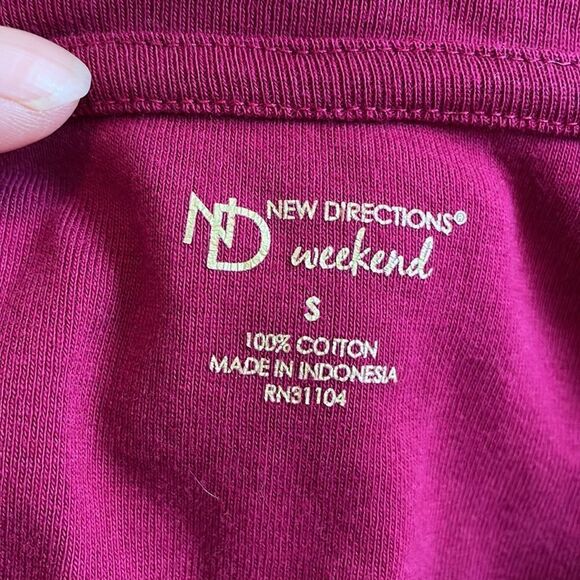 ND NEW DIRECTIONS®
weekend
S
100% COTTON
MADE IN INDONESIA
RN31104